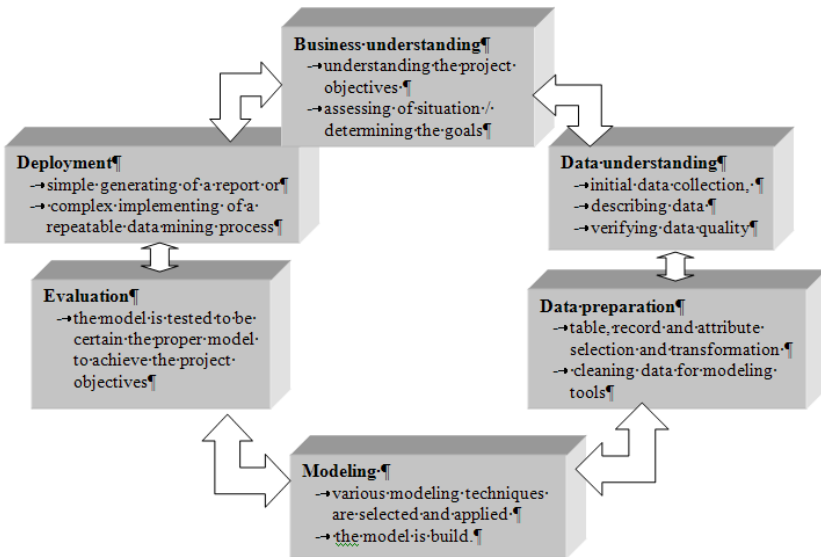 Business understanding¶
→understanding the project
objectives ¶
→assessing of situation /
determining the goals¶
Deployment¶
→simple generating of a report or¶
→ complex implementing of a
repeatable data mining process¶
Data understanding¶
→initial data collection, ¶
→describing data¶
→verifying data quality¶
Evaluation¶
→the model is tested to be
certain the proper model
to achieve the project
objectives¶
Data preparation¶
→table, record and attribute
selection and transformation ¶
→ cleaning data for modeling
tools¶
Modeling ¶
→various modeling techniques
are selected and applied ¶
→ the model is build.¶